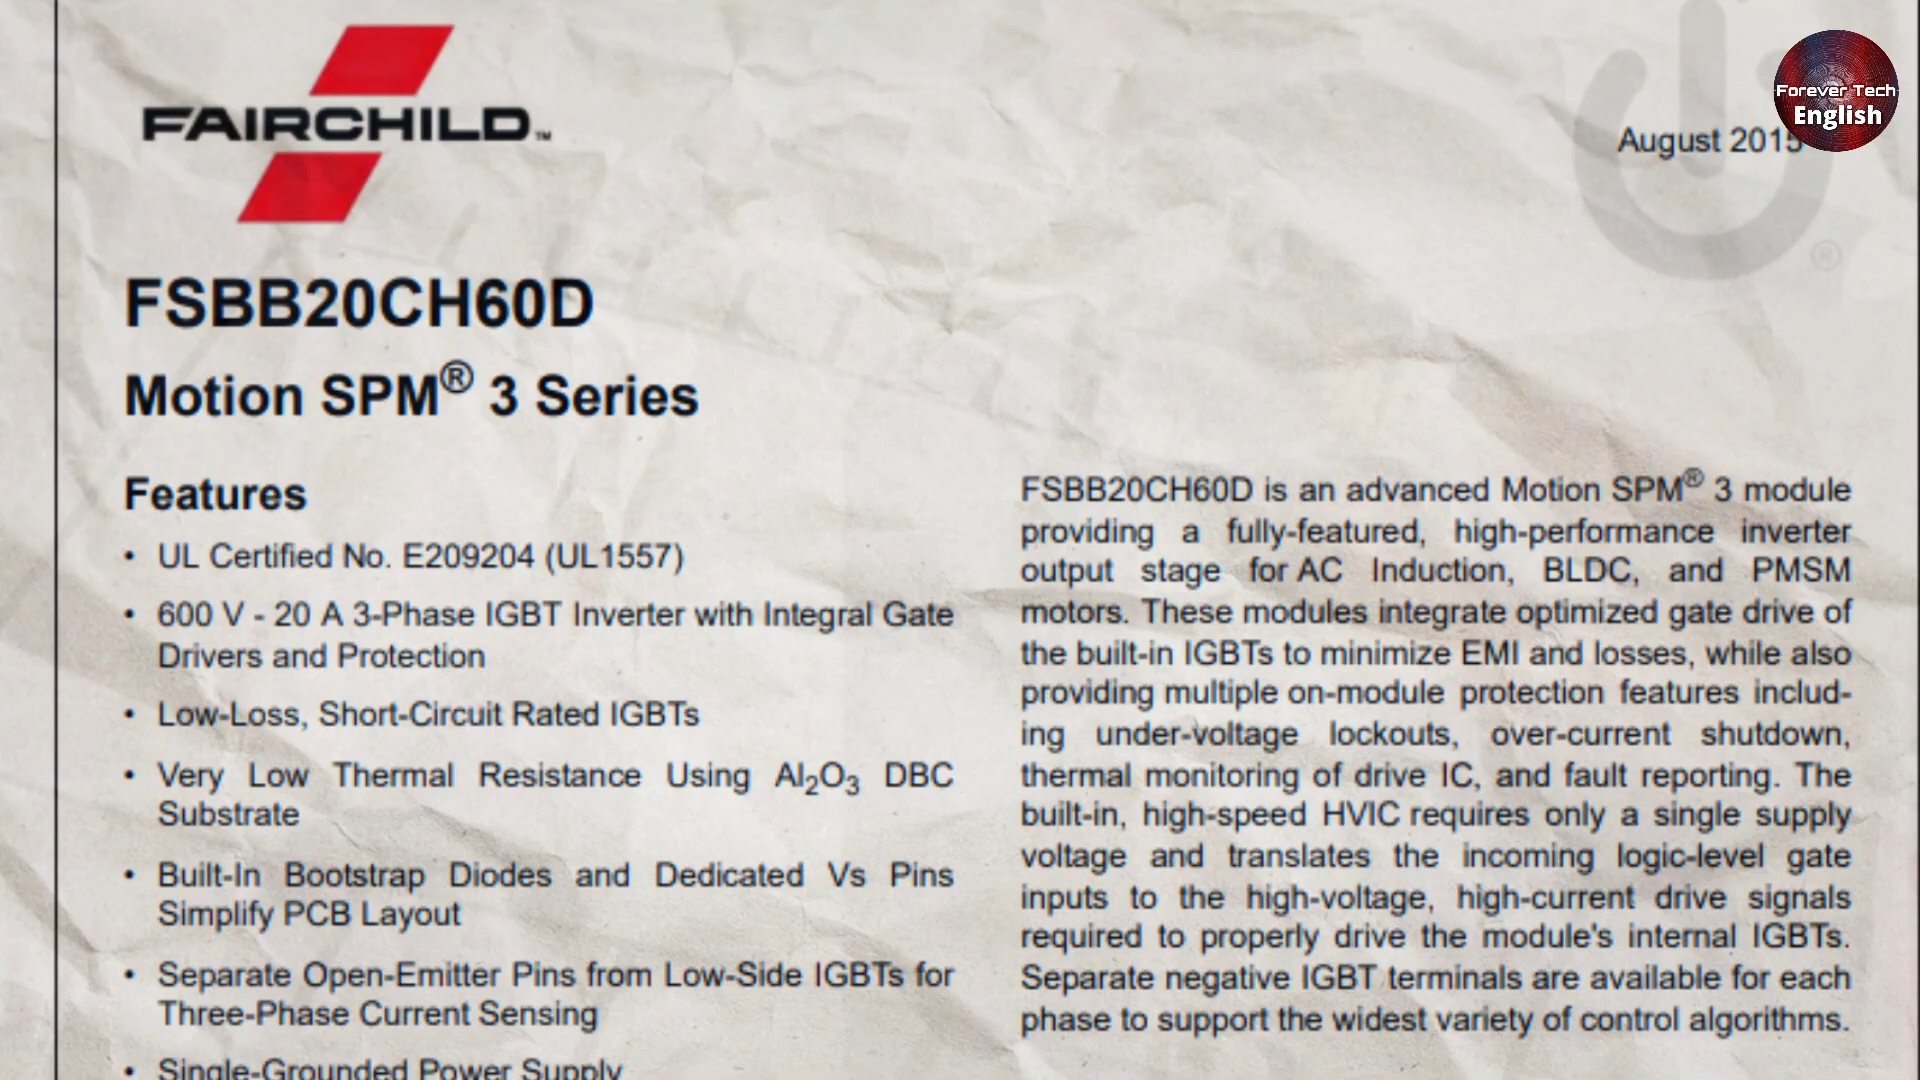 FAIRCHILD™
Forever Tech
English
August 2015
®
FSBB20CH60D
Motion SPM® 3 Series
Features
• UL Certified No. E209204 (UL1557)
• 600 V - 20 A 3-Phase IGBT Inverter with Integral Gate
Drivers and Protection
• Low-Loss, Short-Circuit Rated IGBTs
• Very Low Thermal Resistance Using Al₂O₃ DBC
Substrate
• Built-In Bootstrap Diodes and Dedicated Vs Pins
Simplify PCB Layout
• Separate Open-Emitter Pins from Low-Side IGBTs for
Three-Phase Current Sensing
• Single-Grounded Power Supply
FSBB20CH60D is an advanced Motion SPM® 3 module
providing a fully-featured, high-performance inverter
output stage for AC Induction, BLDC, and PMSM
motors. These modules integrate optimized gate drive of
the built-in IGBTs to minimize EMI and losses, while also
providing multiple on-module protection features includ-
ing under-voltage lockouts, over-current shutdown,
thermal monitoring of drive IC, and fault reporting. The
built-in, high-speed HVIC requires only a single supply
voltage and translates the incoming logic-level gate
inputs to the high-voltage, high-current drive signals
required to properly drive the module's internal IGBTs.
Separate negative IGBT terminals are available for each
phase to support the widest variety of control algorithms.